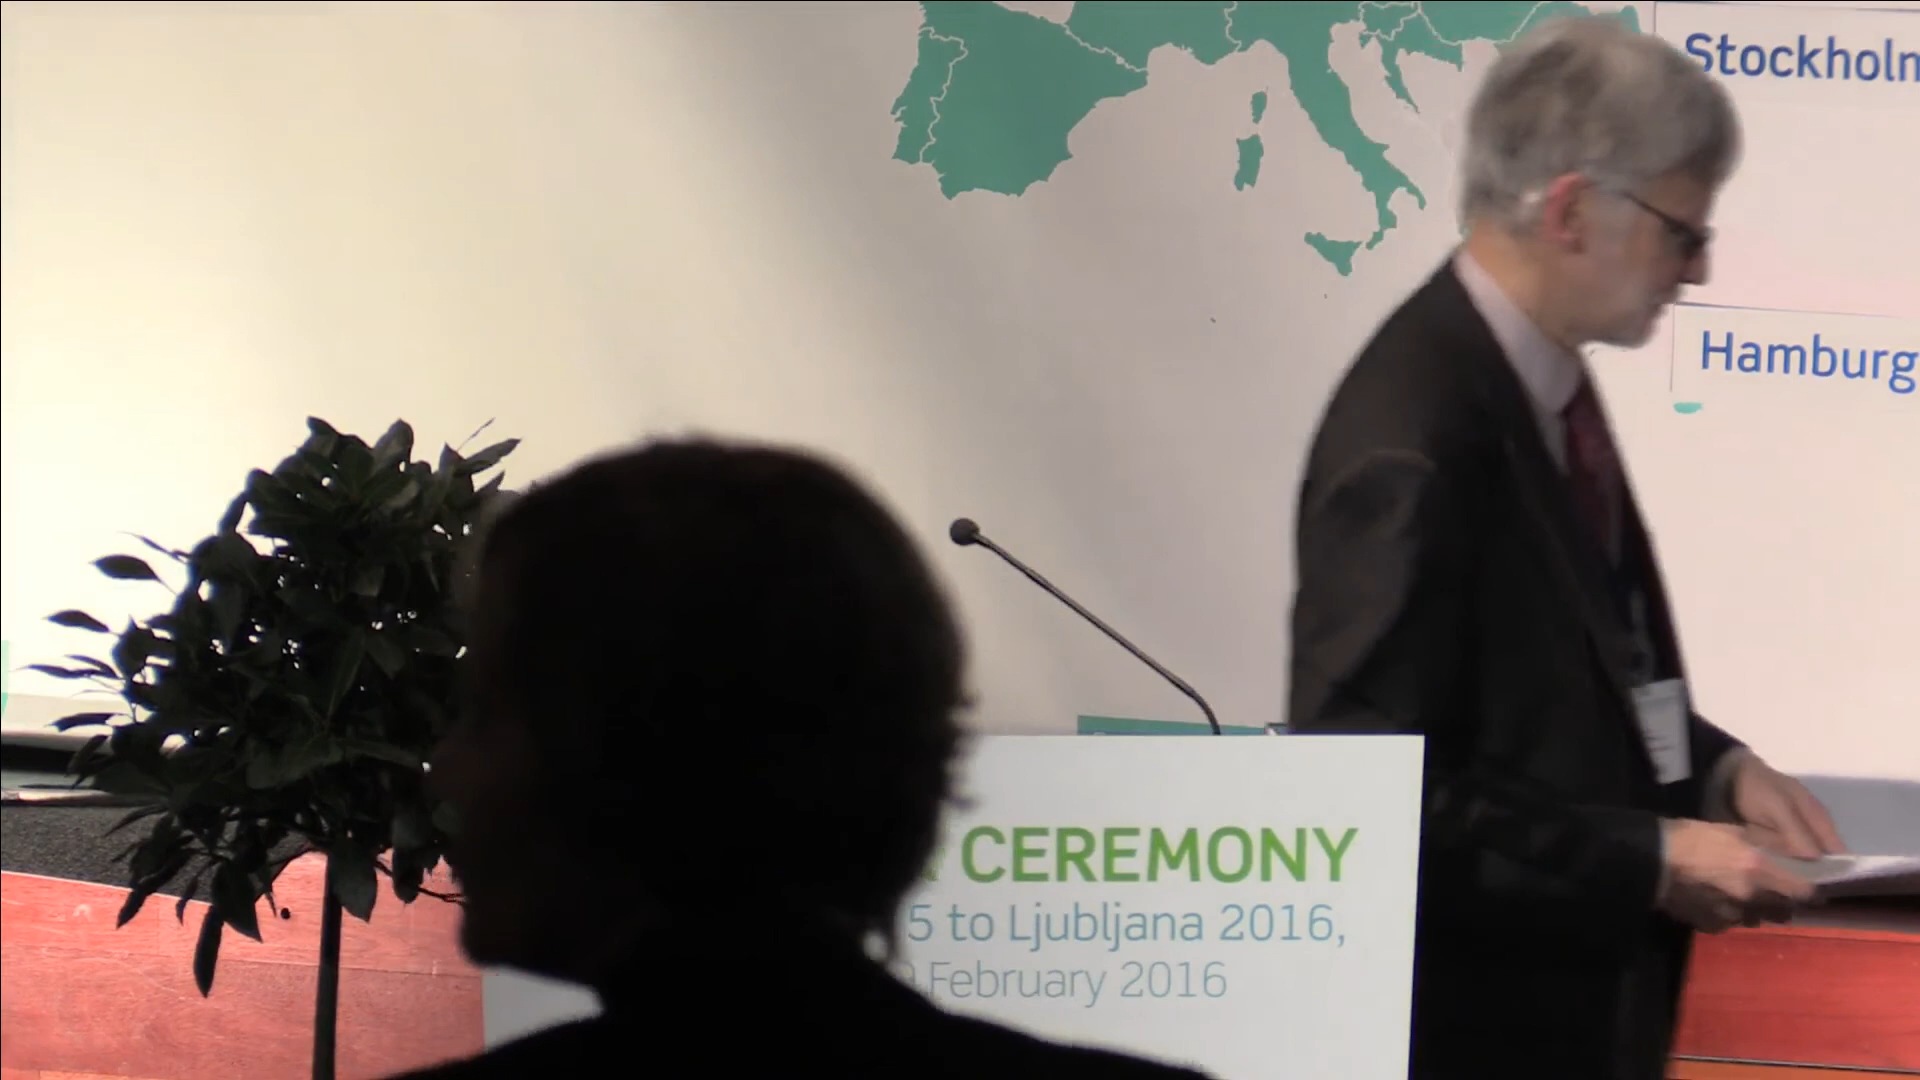 Stockholm
Hamburg
CEREMONY
5 to Ljubljana 2016,
February 2016